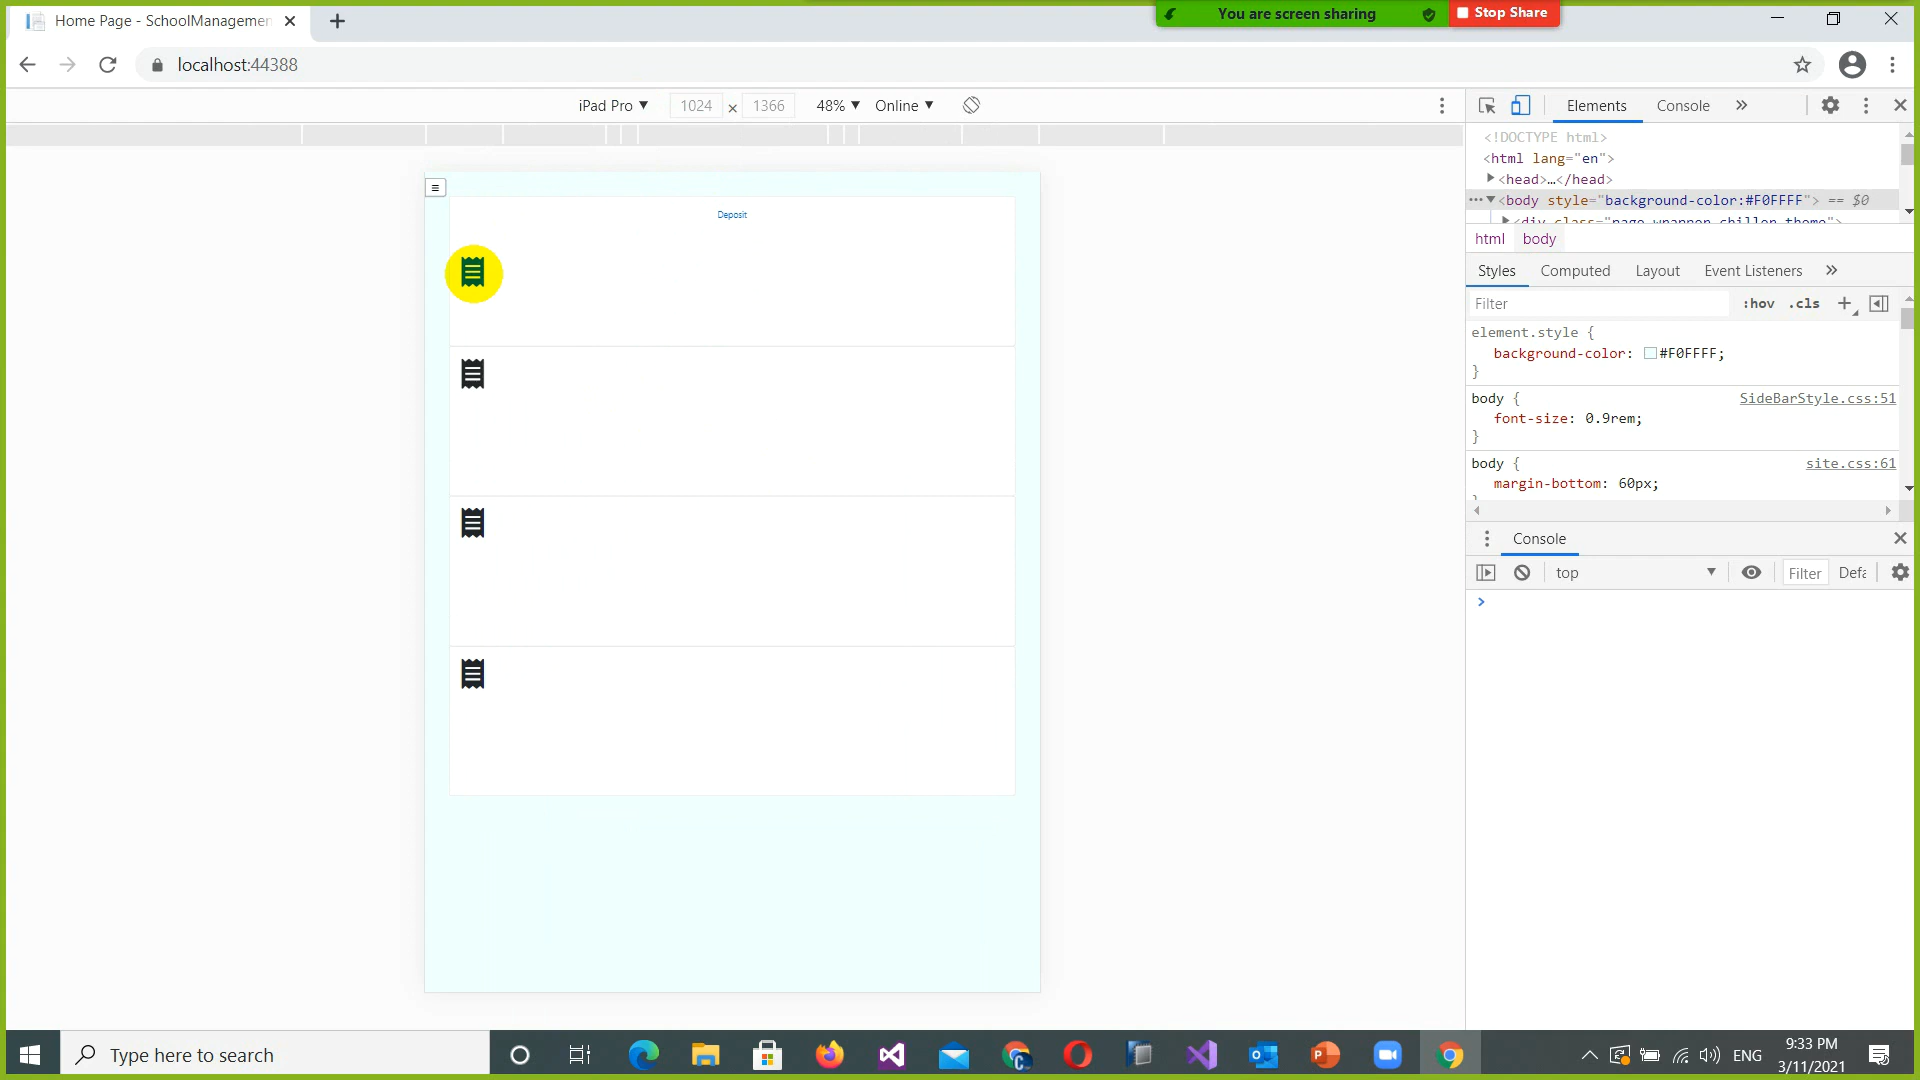 Home Page - SchoolManagemen
You are screen sharing
Stop Share
localhost:44388
iPad Pro
1024
1366
48%
Online
Elements
Console
Deposit
<!DOCTYPE html>
<html lang="en">
<head>…</head>
<body style="background-color:#F0FFFF"> == $0
html
body
Styles
Computed
Layout
Event Listeners
Filter
:hov
.cls
element.style {
background-color: #F0FFFF;
}
body {
SideBarStyle.css:51
font-size: 0.9rem;
}
body {
site.css:61
margin-bottom: 60px;
Console
top
Filter
Defa
Type here to search
ENG
9:33 PM
3/11/2021